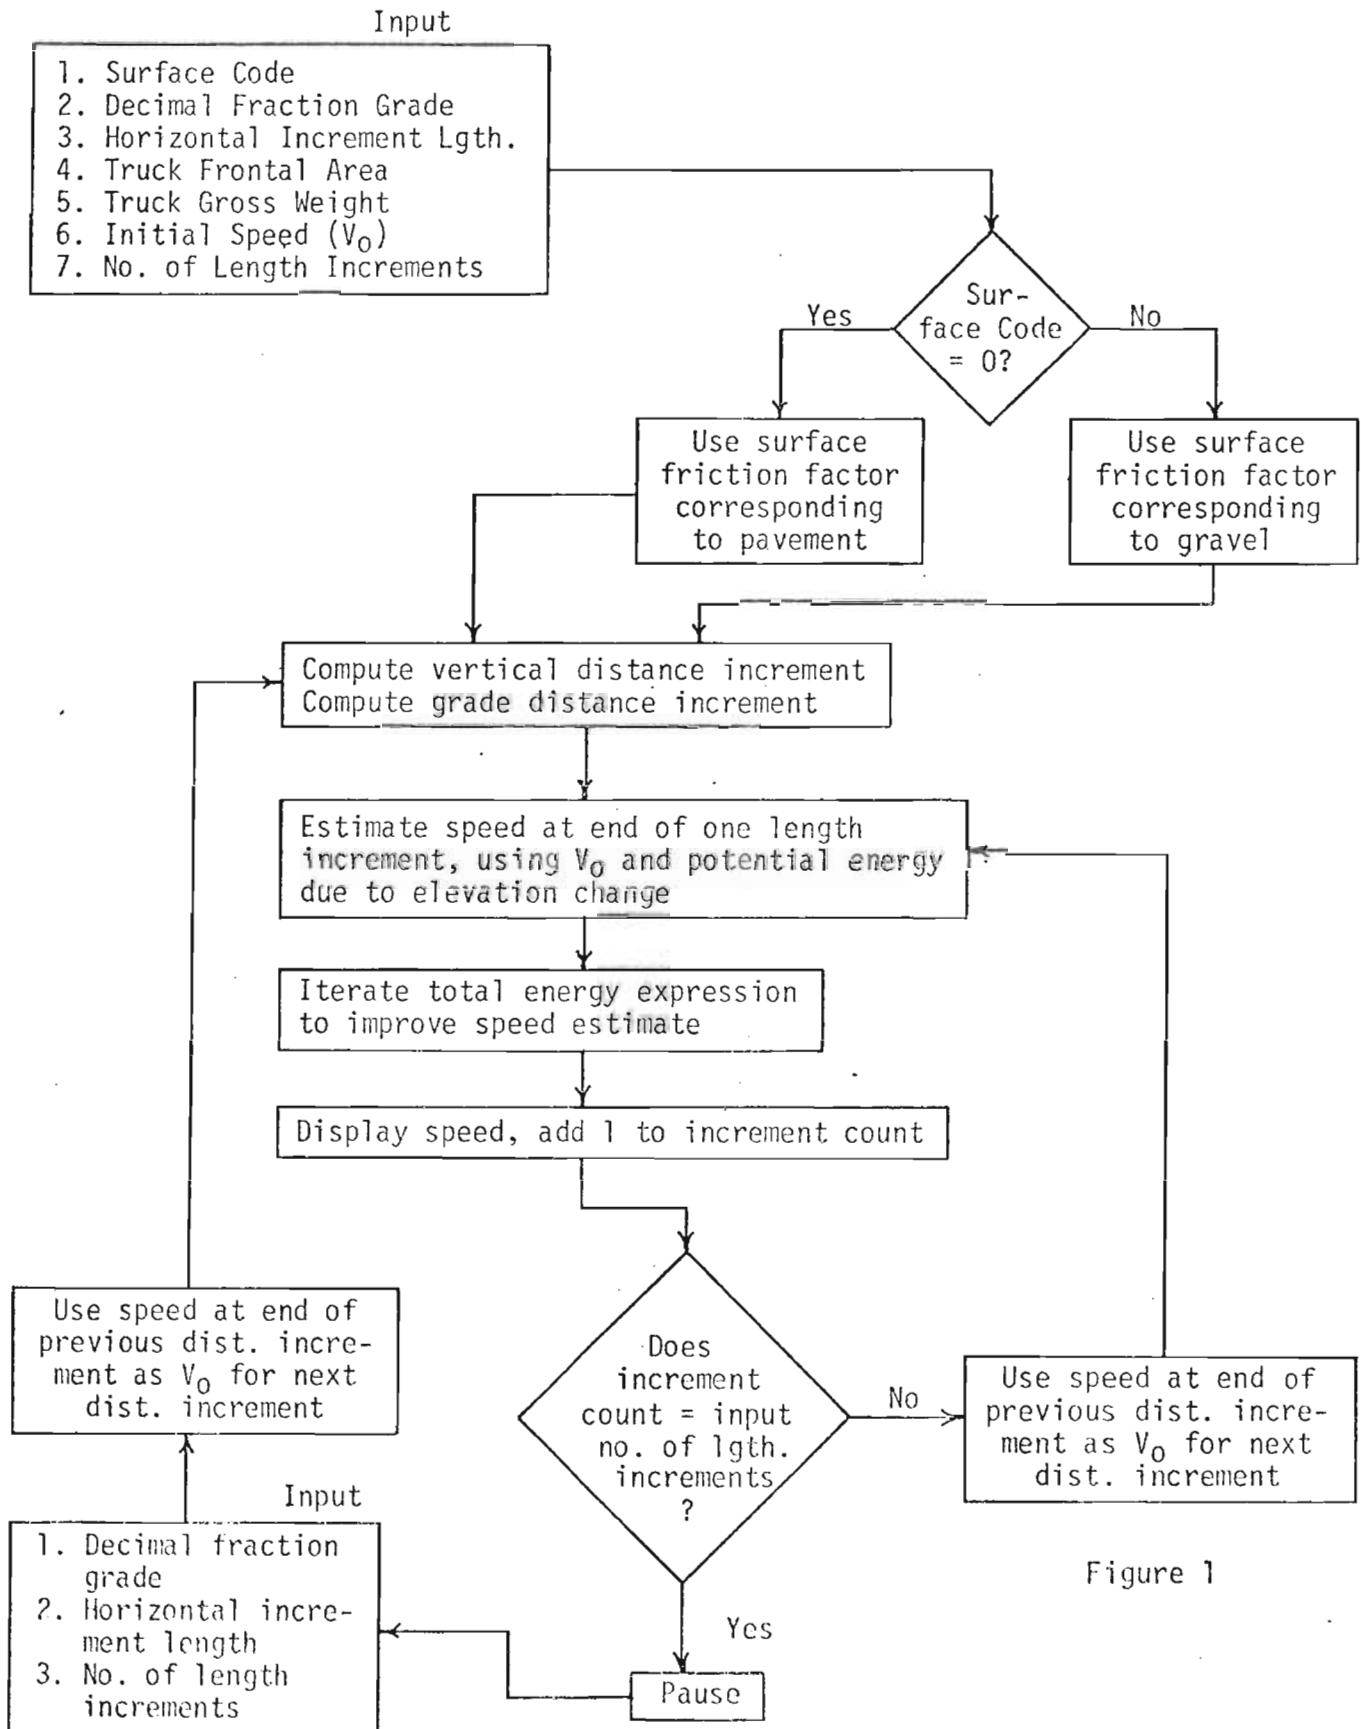 Input
1. Surface Code
2. Decimal Fraction Grade
3. Horizontal Increment Lgth.
4. Truck Frontal Area
5. Truck Gross Weight
6. Initial Speed (V₀)
7. No. of Length Increments
Sur-
face Code
= 0?
Yes
No
Use surface
friction factor
corresponding
to pavement
Use surface
friction factor
corresponding
to gravel
Compute vertical distance increment
Compute grade distance increment
Estimate speed at end of one length
increment, using V₀ and potential energy
due to elevation change
Iterate total energy expression
to improve speed estimate
Display speed, add 1 to increment count
Does
increment
count = input
no. of lgth.
increments
?
No
Use speed at end of
previous dist. incre-
ment as V₀ for next
dist. increment
Yes
Pause
Input
1. Decimal fraction
grade
2. Horizontal incre-
ment length
3. No. of length
increments
Use speed at end of
previous dist. incre-
ment as V₀ for next
dist. increment
Figure 1